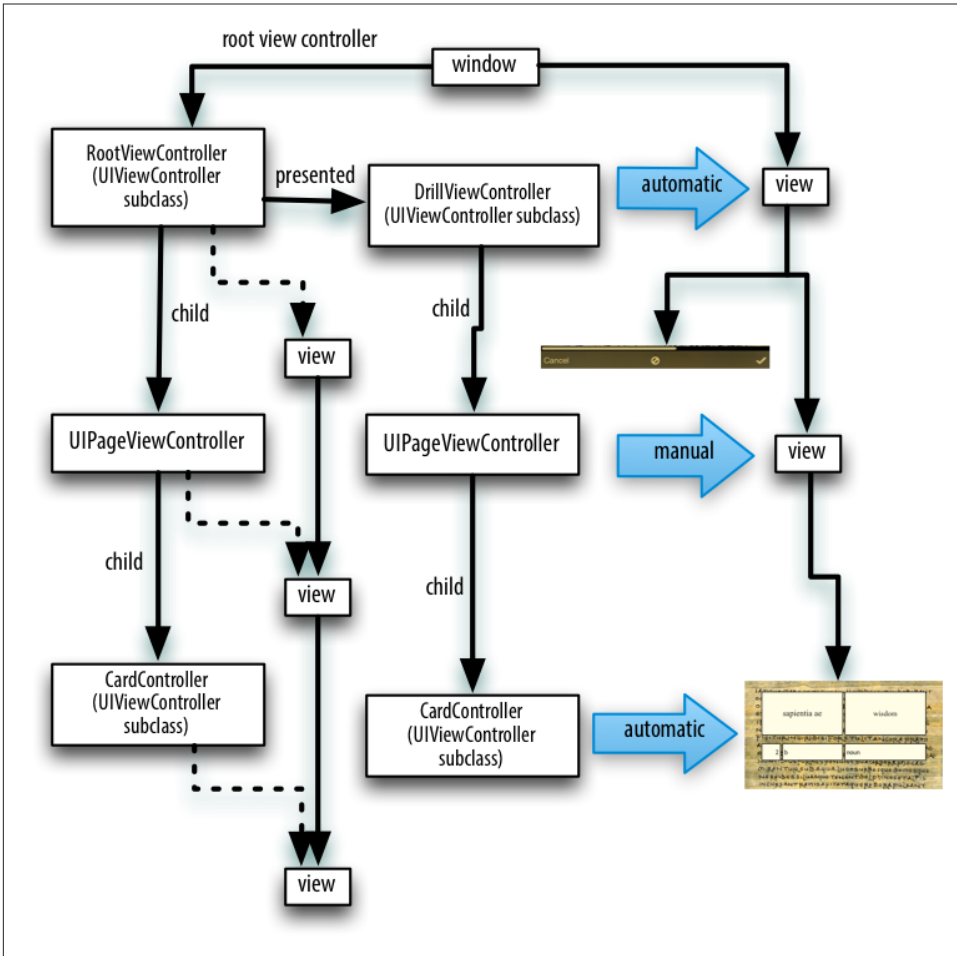 root view controller
window
RootViewController
(UIViewController
subclass)
presented
DrillViewController
(UIViewController subclass)
automatic
view
child
child
view
Cancel
UIPageViewController
UIPageViewController
manual
view
child
child
view
CardController
(UIViewController
subclass)
CardController
(UIViewController
subclass)
automatic
sapientia ae
wisdom
2
b
noun
view